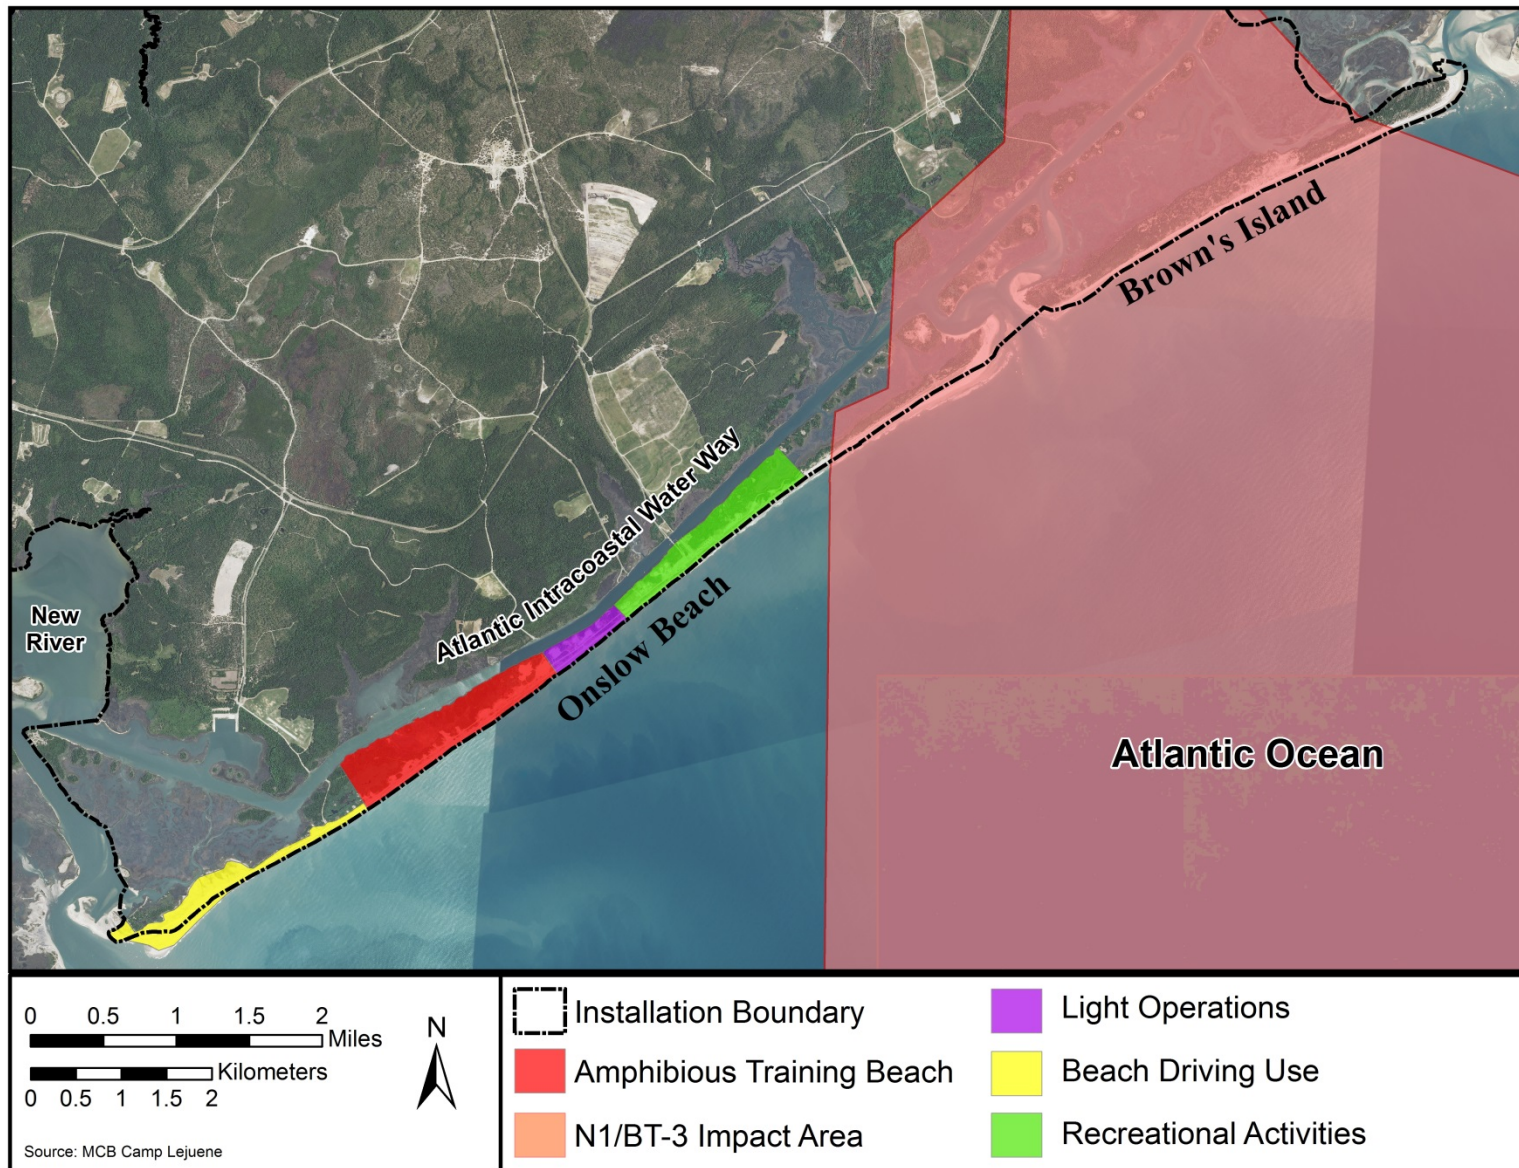 Brown's Island
Atlantic Intracoastal Water Way
Onslow Beach
New
River
Atlantic Ocean
0 0.5 1 1.5 2
Miles
Kilometers
0 0.5 1 1.5 2
N
Source: MCB Camp Lejuene
Installation Boundary
Amphibious Training Beach
N1/BT-3 Impact Area
Light Operations
Beach Driving Use
Recreational Activities